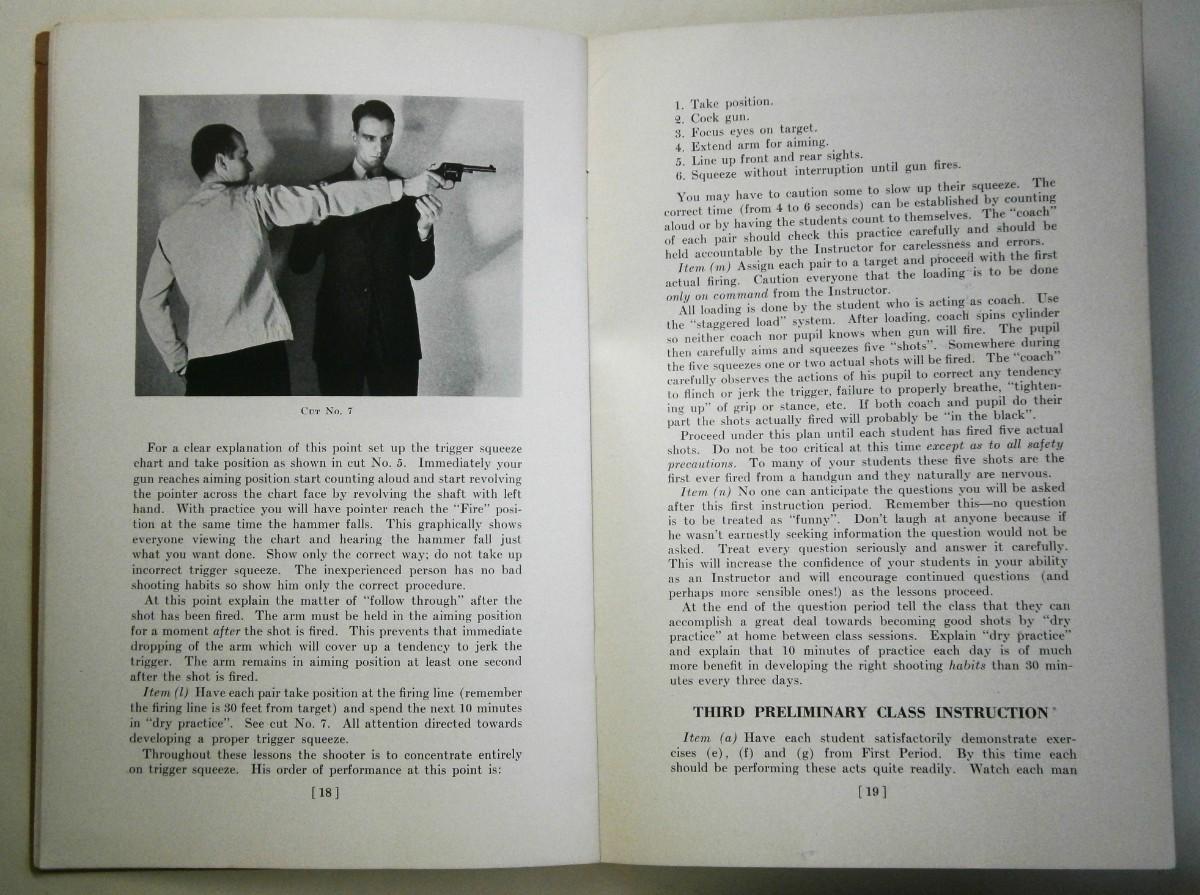 Cut No. 7
For a clear explanation of this point set up the trigger squeeze
chart and take position as shown in cut No. 5. Immediately your
gun reaches aiming position start counting aloud and start revolving
the pointer across the chart face by revolving the shaft with left
hand. With practice you will have pointer reach the "Fire" posi-
tion at the same time the hammer falls. This graphically shows
everyone viewing the chart and hearing the hammer fall just
what you want done. Show only the correct way; do not take up
incorrect trigger squeeze. The inexperienced person has no bad
shooting habits so show him only the correct procedure.
At this point explain the matter of "follow through" after the
shot has been fired. The arm must be held in the aiming position
for a moment after the shot is fired. This prevents that immediate
dropping of the arm which will cover up a tendency to jerk the
trigger. The arm remains in aiming position at least one second
after the shot is fired.
Item (l) Have each pair take position at the firing line (remember
the firing line is 30 feet from target) and spend the next 10 minutes
in "dry practice". See cut No. 7. All attention directed towards
developing a proper trigger squeeze.
Throughout these lessons the shooter is to concentrate entirely
on trigger squeeze. His order of performance at this point is:
[ 18 ]
1. Take position.
2. Cock gun.
3. Focus eyes on target.
4. Extend arm for aiming.
5. Line up front and rear sights.
6. Squeeze without interruption until gun fires.
You may have to caution some to slow up their squeeze. The
correct time (from 4 to 6 seconds) can be established by counting
aloud or by having the students count to themselves. The "coach"
of each pair should check this practice carefully and should be
held accountable by the Instructor for carelessness and errors.
Item (m) Assign each pair to a target and proceed with the first
actual firing. Caution everyone that the loading is to be done
only on command from the Instructor.
All loading is done by the student who is acting as coach. Use
the "staggered load" system. After loading, coach spins cylinder
so neither coach nor pupil knows when gun will fire. The pupil
then carefully aims and squeezes five "shots". Somewhere during
the five squeezes one or two actual shots will be fired. The "coach"
carefully observes the actions of his pupil to correct any tendency
to flinch or jerk the trigger, failure to properly breathe, "tighten-
ing up" of grip or stance, etc. If both coach and pupil do their
part the shots actually fired will probably be "in the black".
Proceed under this plan until each student has fired five actual
shots. Do not be too critical at this time except as to all safety
precautions. To many of your students these five shots are the
first ever fired from a handgun and they naturally are nervous.
Item (n) No one can anticipate the questions you will be asked
after this first instruction period. Remember this—no question
is to be treated as "funny". Don't laugh at anyone because if
he wasn't earnestly seeking information the question would not be
asked. Treat every question seriously and answer it carefully.
This will increase the confidence of your students in your ability
as an Instructor and will encourage continued questions (and
perhaps more sensible ones!) as the lessons proceed.
At the end of the question period tell the class that they can
accomplish a great deal towards becoming good shots by "dry
practice" at home between class sessions. Explain "dry practice"
and explain that 10 minutes of practice each day is of much
more benefit in developing the right shooting habits than 30 min-
utes every three days.
THIRD PRELIMINARY CLASS INSTRUCTION
Item (a) Have each student satisfactorily demonstrate exer-
cises (e), (f) and (g) from First Period. By this time each
should be performing these acts quite readily. Watch each man
[ 19 ]